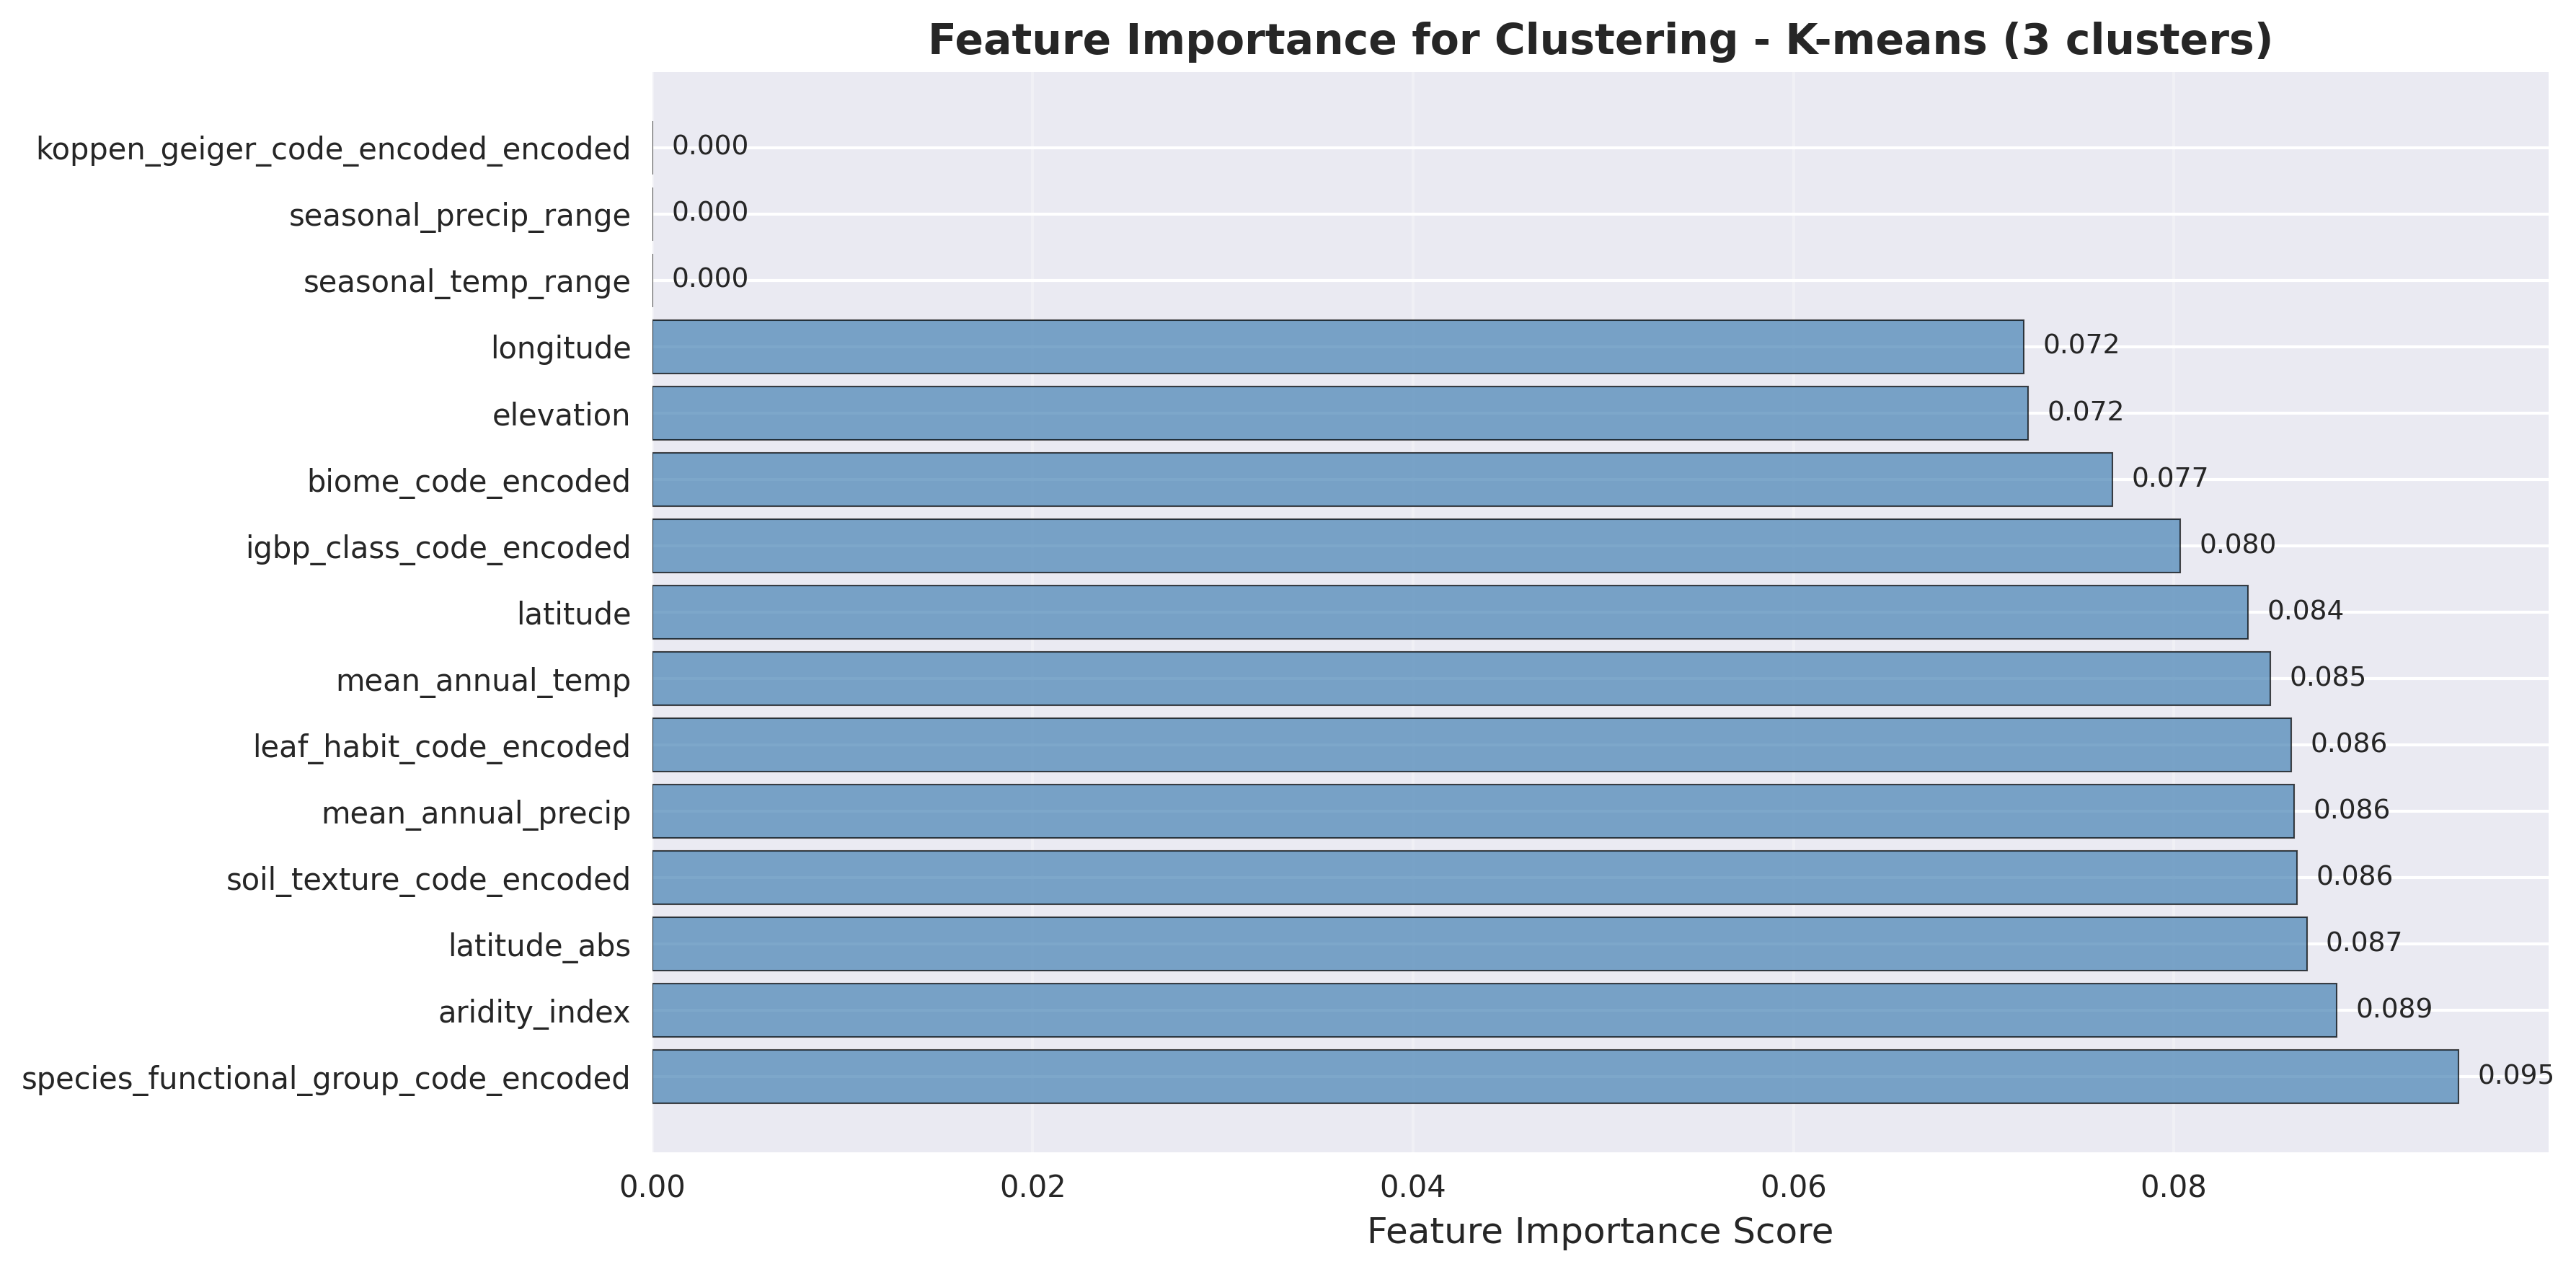 Feature Importance for Clustering - K-means (3 clusters)
koppen_geiger_code_encoded_encoded 0.000
seasonal_precip_range 0.000
seasonal_temp_range 0.000
longitude 0.072
elevation 0.072
biome_code_encoded 0.077
igbp_class_code_encoded 0.080
latitude 0.084
mean_annual_temp 0.085
leaf_habit_code_encoded 0.086
mean_annual_precip 0.086
soil_texture_code_encoded 0.086
latitude_abs 0.087
aridity_index 0.089
species_functional_group_code_encoded 0.095
0.00 0.02 0.04 0.06 0.08
Feature Importance Score